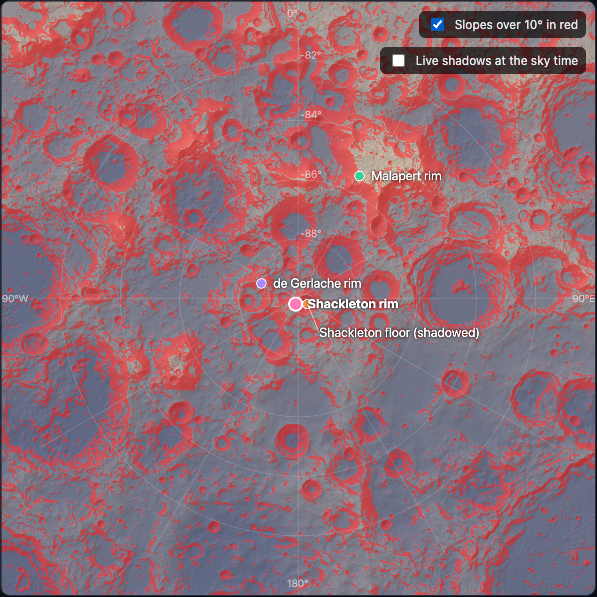 0°
Slopes over 10° in red
-82°
Live shadows at the sky time
-84°
-86°
Malapert rim
-88°
de Gerlache rim
90°W
Shackleton rim
90°E
Shackleton floor (shadowed)
180°